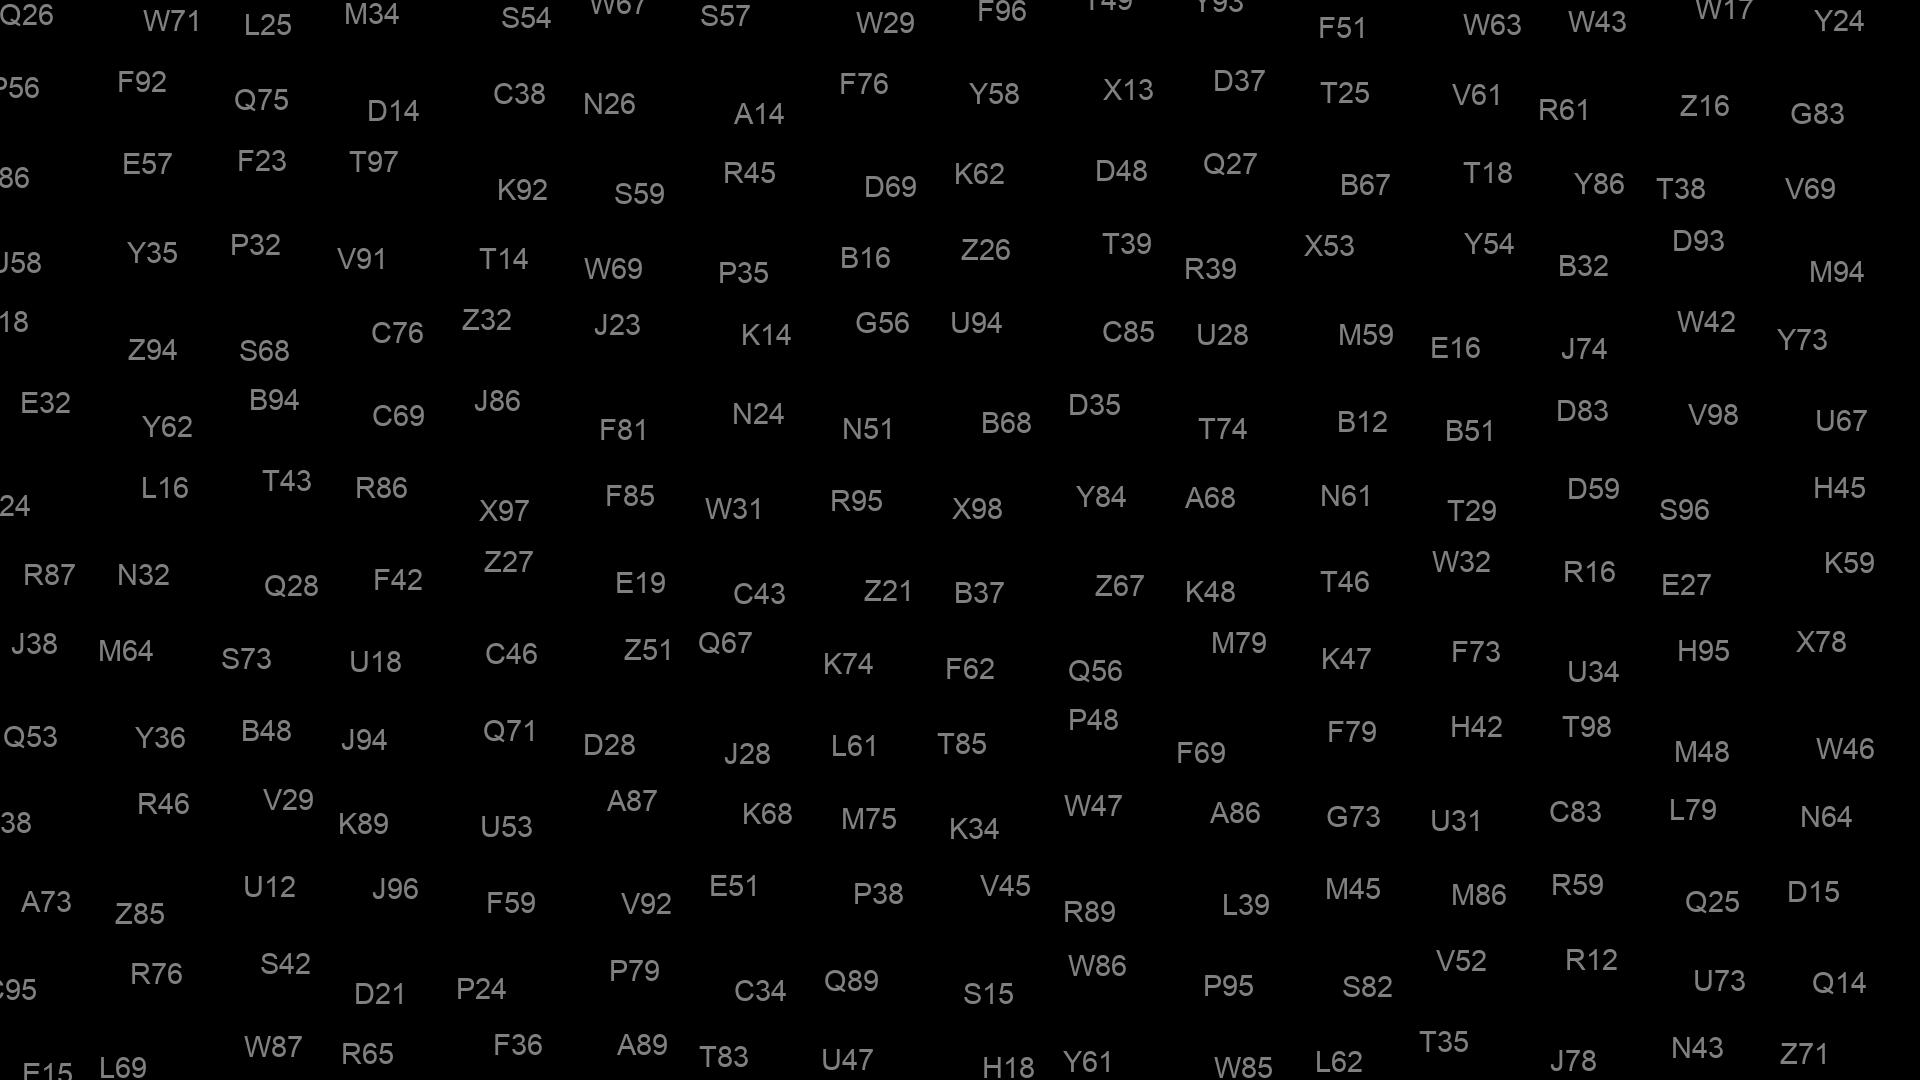 Q26 W71 L25 M34 S54 W67 S57 W29 F96 T49 Y93 F51 W63 W43 W17 Y24
P56 F92 Q75 D14 C38 N26 A14 F76 Y58 X13 D37 T25 V61 R61 Z16 G83
86 E57 F23 T97 K92 S59 R45 D69 K62 D48 Q27 B67 T18 Y86 T38 V69
U58 Y35 P32 V91 T14 W69 P35 B16 Z26 T39 R39 X53 Y54 B32 D93 M94
18 Z94 S68 C76 Z32 J23 K14 G56 U94 C85 U28 M59 E16 J74 W42 Y73
E32 Y62 B94 C69 J86 F81 N24 N51 B68 D35 T74 B12 B51 D83 V98 U67
24 L16 T43 R86 X97 F85 W31 R95 X98 Y84 A68 N61 T29 D59 S96 H45
R87 N32 Q28 F42 Z27 E19 C43 Z21 B37 Z67 K48 T46 W32 R16 E27 K59
J38 M64 S73 U18 C46 Z51 Q67 K74 F62 Q56 M79 K47 F73 U34 H95 X78
Q53 Y36 B48 J94 Q71 D28 J28 L61 T85 P48 F69 F79 H42 T98 M48 W46
38 R46 V29 K89 U53 A87 K68 M75 K34 W47 A86 G73 U31 C83 L79 N64
A73 Z85 U12 J96 F59 V92 E51 P38 V45 R89 L39 M45 M86 R59 Q25 D15
C95 R76 S42 D21 P24 P79 C34 Q89 S15 W86 P95 S82 V52 R12 U73 Q14
L69 W87 R65 F36 A89 T83 U47 H18 Y61 W85 L62 T35 J78 N43 Z71